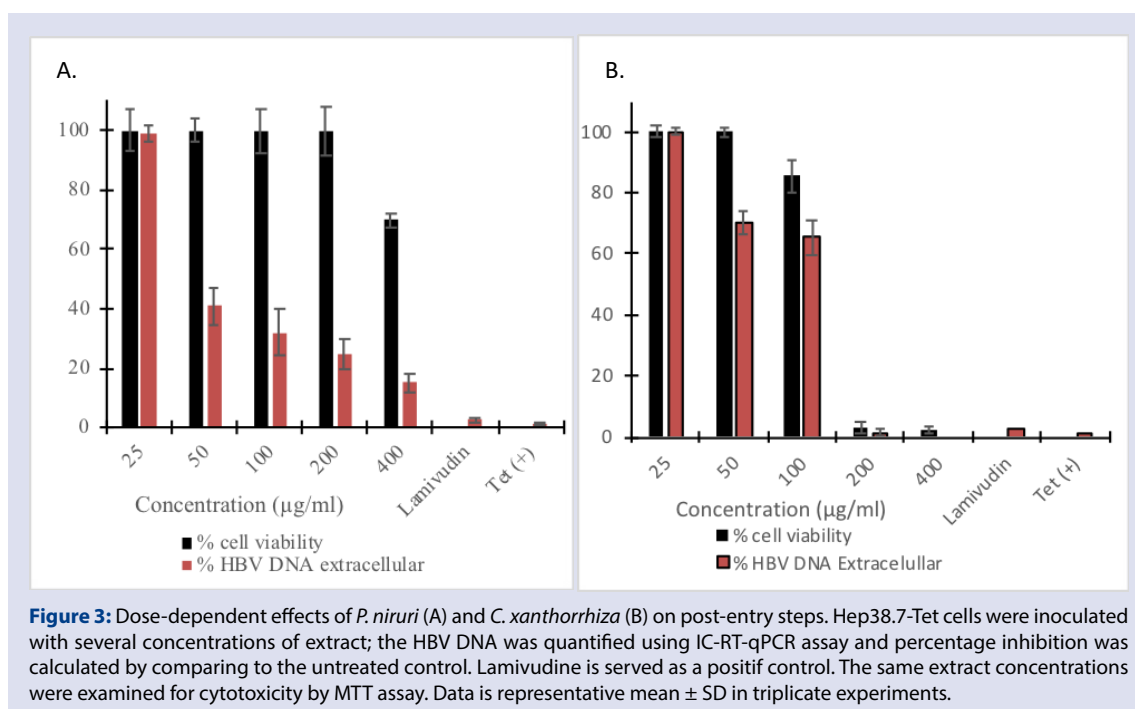 A.
100
80
60
40
20
0
25
50
100
200
400
Lamivudin
Tet (+)
Concentration (µg/ml)
% cell viability
% HBV DNA extracellular
B.
100
80
60
40
20
0
25
50
100
200
400
Lamivudin
Tet (+)
Concentration (µg/ml)
% cell viability
% HBV DNA Extracelullar
Figure 3: Dose-dependent effects of P. niruri (A) and C. xanthorrhiza (B) on post-entry steps. Hep38.7-Tet cells were inoculated
with several concentrations of extract; the HBV DNA was quantified using IC-RT-qPCR assay and percentage inhibition was
calculated by comparing to the untreated control. Lamivudine is served as a positif control. The same extract concentrations
were examined for cytotoxicity by MTT assay. Data is representative mean ± SD in triplicate experiments.